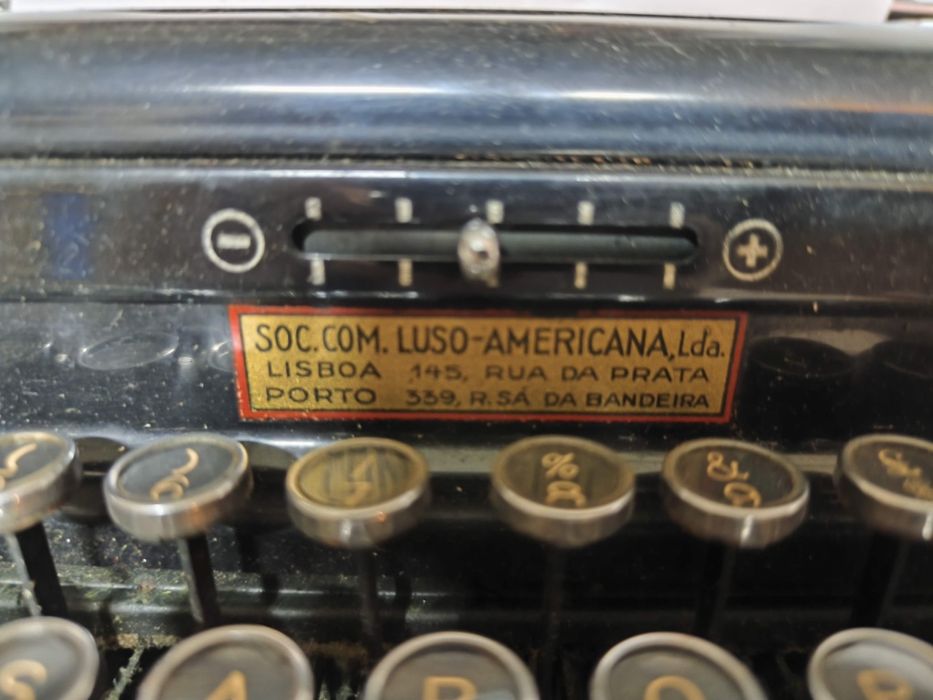 SOC. COM. LUSO-AMERICANA, Lda.
LISBOA 145, RUA DA PRATA
PORTO 339, R. SÁ DA BANDEIRA
%
&